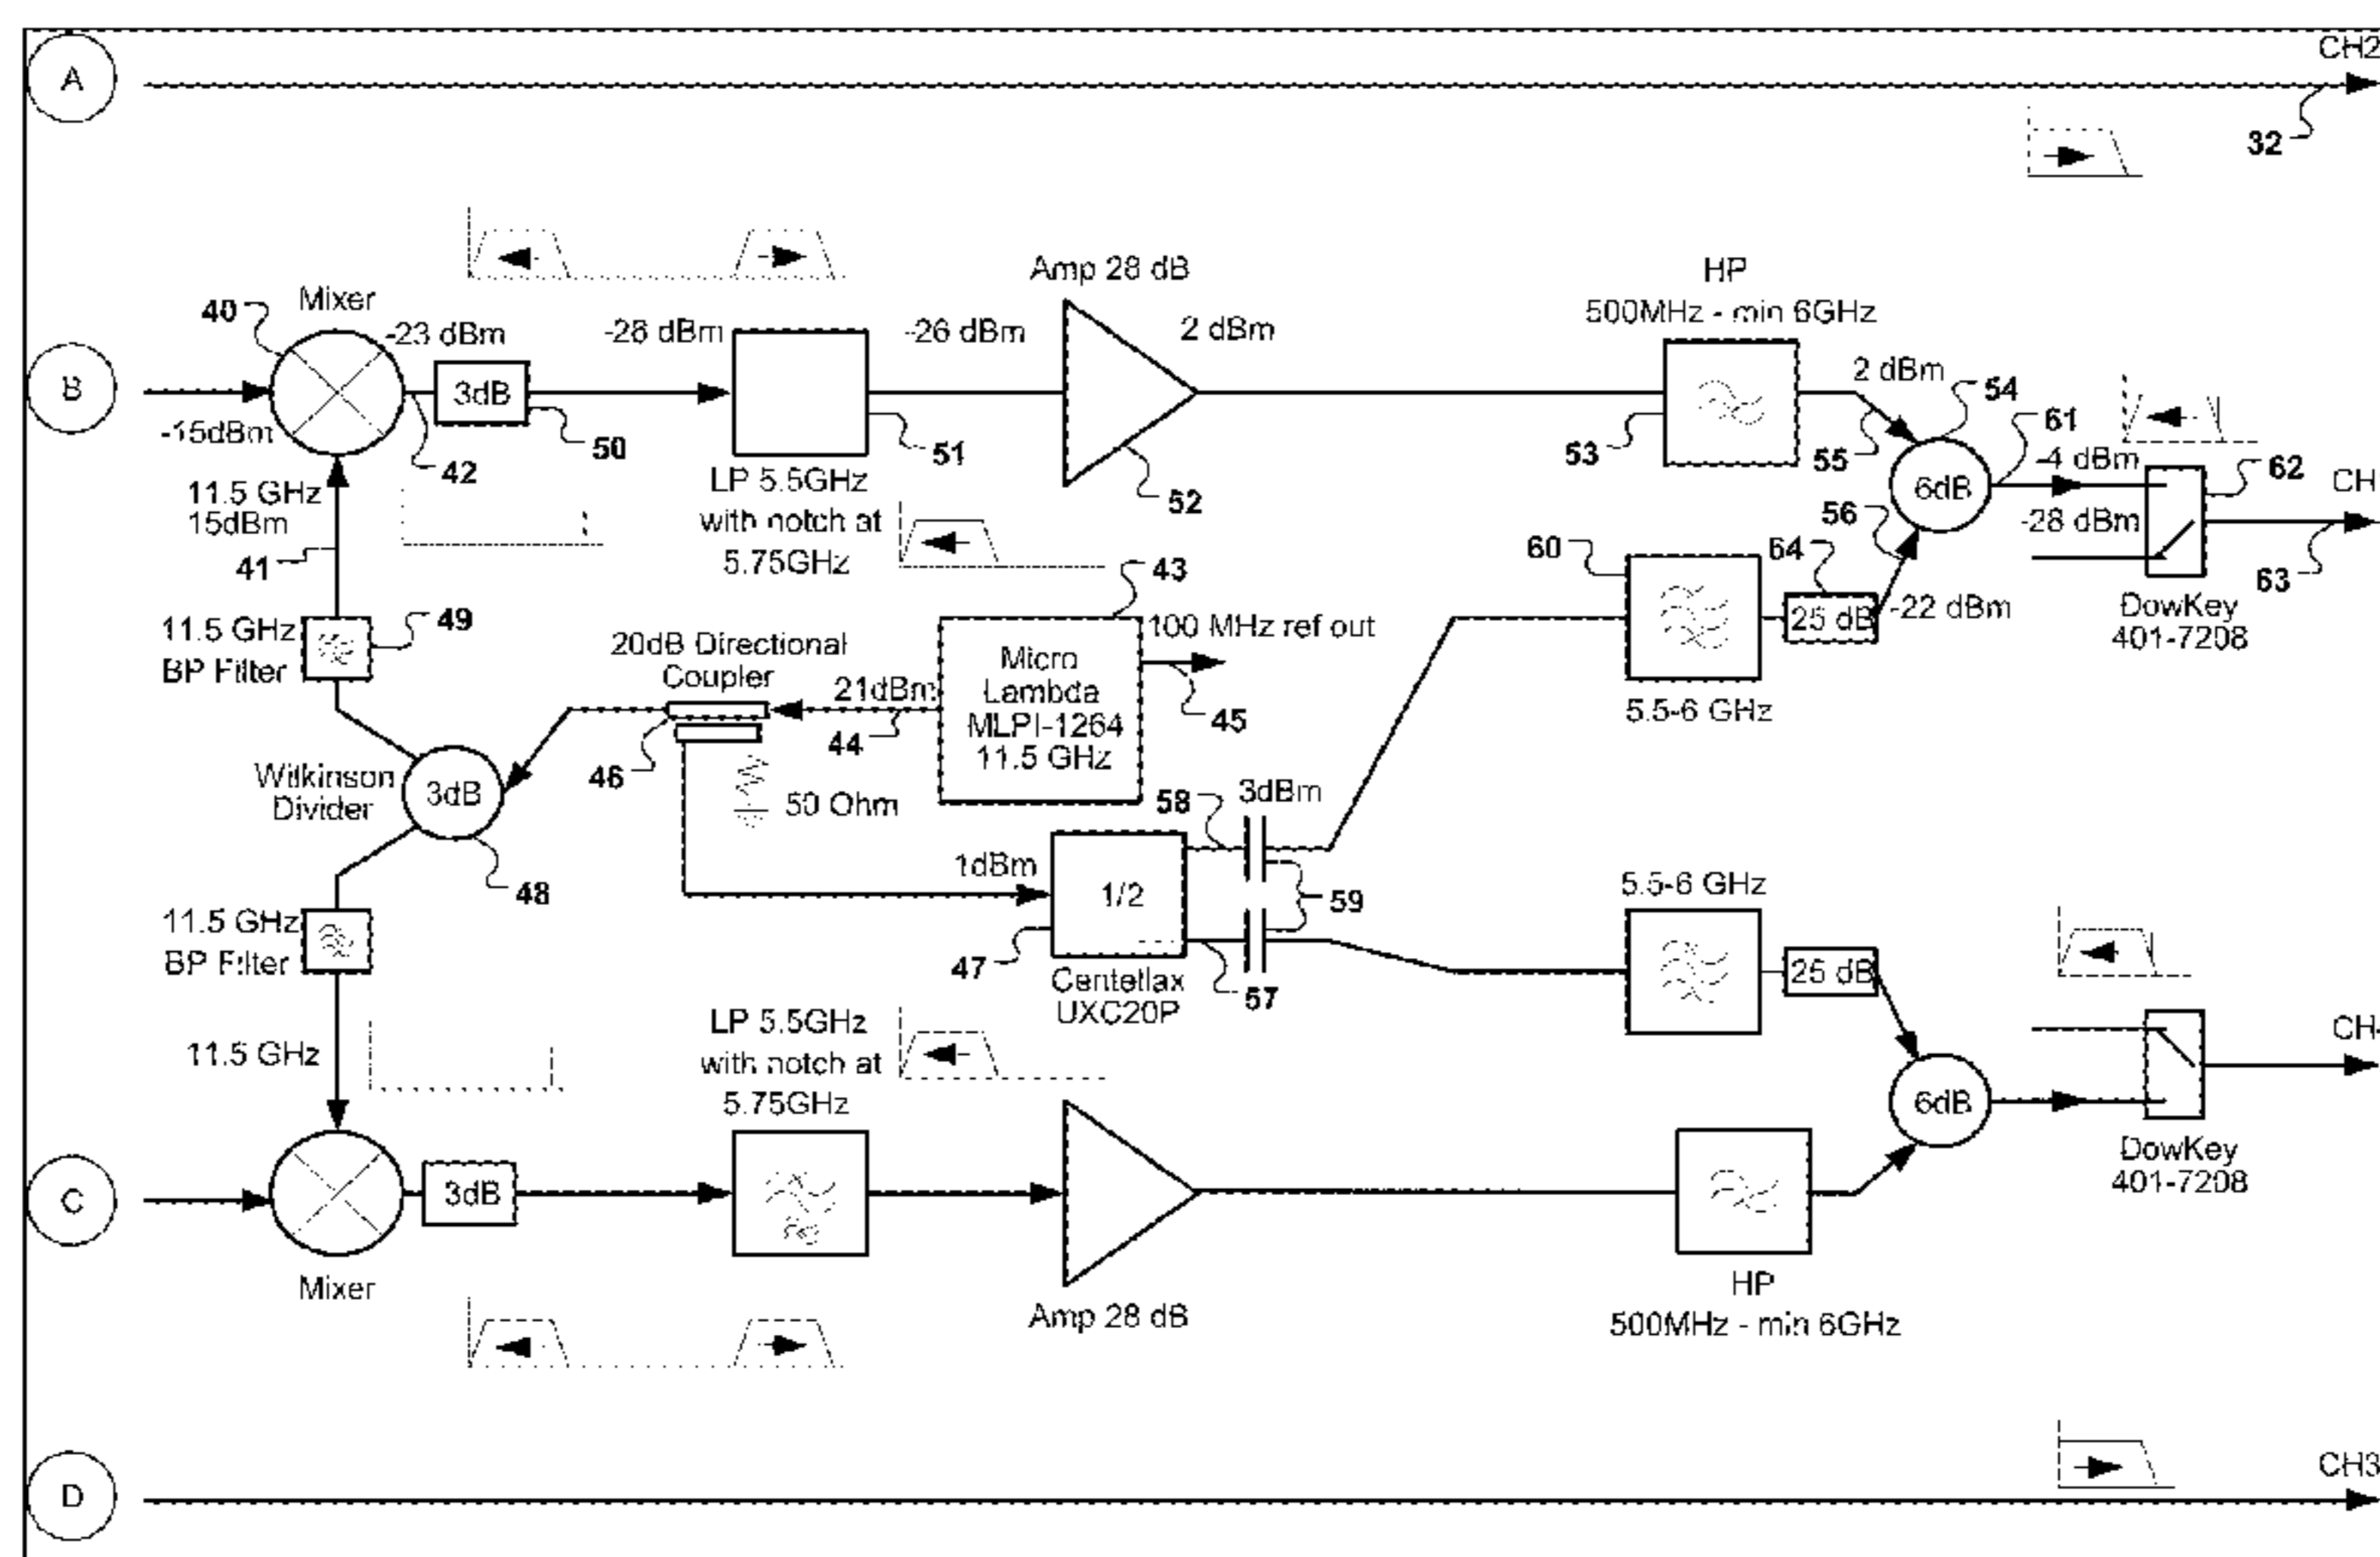 A
CH2
32
Amp 28 dB
HP
500MHz - min 6GHz
40
Mixer
-23 dBm
-26 dBm
-26 dBm
2 dBm
2 dBm
54
61
B
-15dBm
3dB
42
50
51
52
53
55
6dB
-4 dBm
62
CH
-28 dBm
63
11.5 GHz
15dBm
41
LP 5.5GHz
with notch at
5.75GHz
43
60
64
56
25 dB
-22 dBm
DowKey
401-7208
11.5 GHz
BP Filter
49
20dB Directional
Coupler
21dBm
44
46
Micro
Lambda
MLPI-1264
11.5 GHz
100 MHz ref out
45
5.5-6 GHz
Wilkinson
Divider
3dB
48
50 Ohm
58
3dBm
1dBm
1/2
59
47
57
Centellax
UXC20P
5.5-6 GHz
25 dB
11.5 GHz
BP Filter
11.5 GHz
LP 5.5GHz
with notch at
5.75GHz
CH
6dB
DowKey
401-7208
C
3dB
Mixer
Amp 28 dB
HP
500MHz - min 6GHz
D
CH3